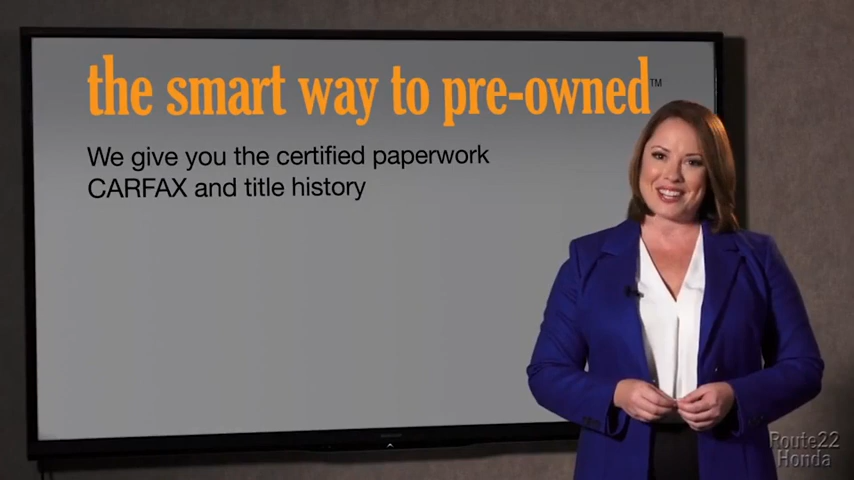 the smart way to pre-owned™
We give you the certified paperwork
CARFAX and title history
Route22
Honda